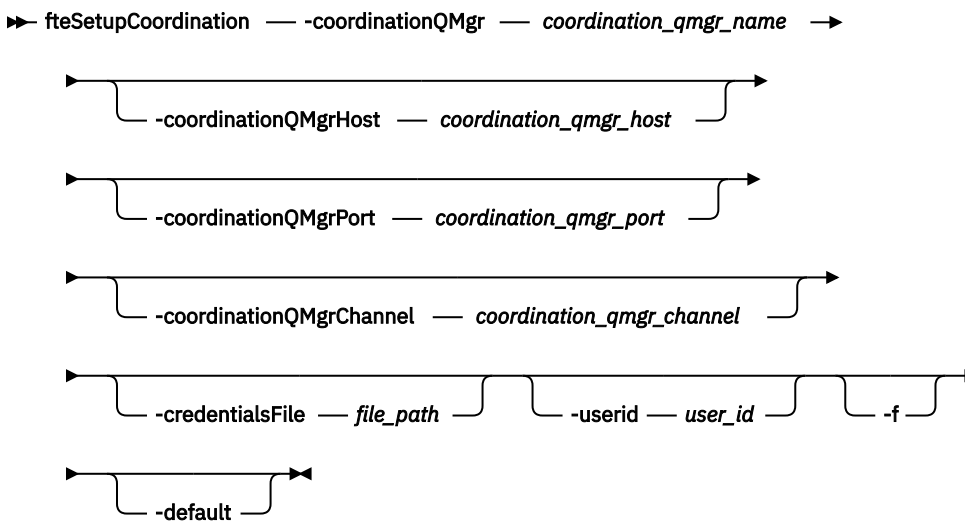 fteSetupCoordination -coordinationQMgr coordination_qmgr_name
-coordinationQMgrHost coordination_qmgr_host
-coordinationQMgrPort coordination_qmgr_port
-coordinationQMgrChannel coordination_qmgr_channel
-credentialsFile file_path -userid user_id -f
-default